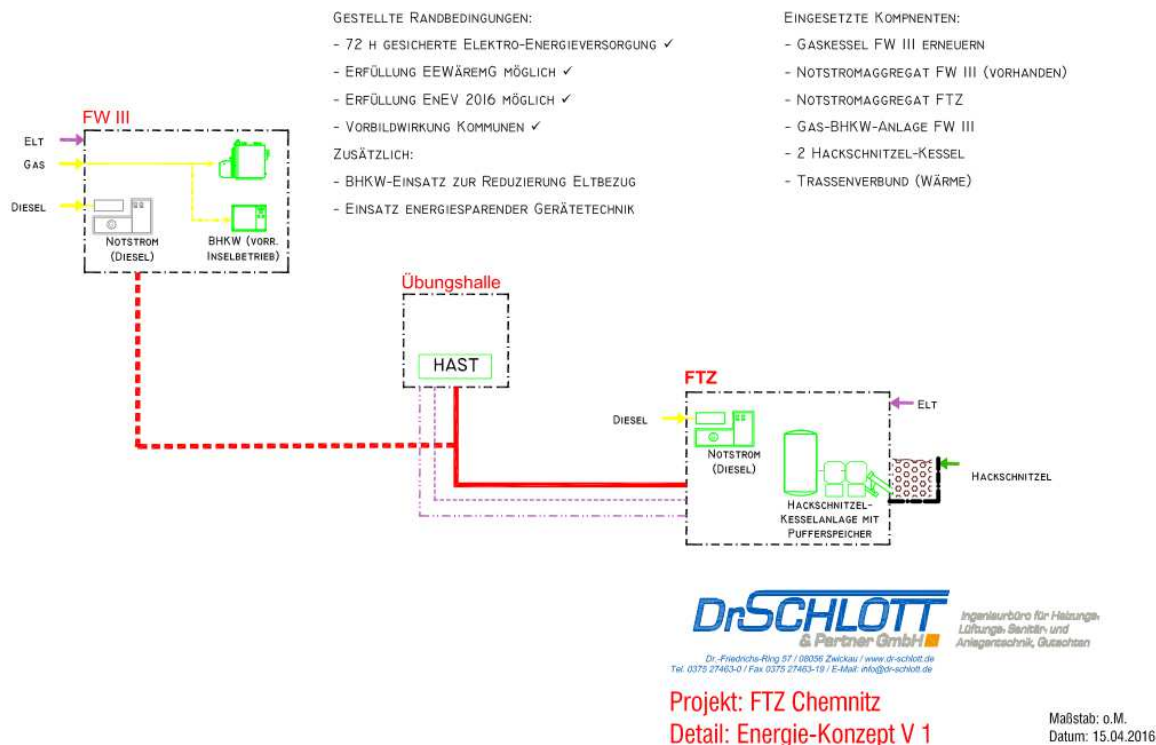 GESTELLTE RANDBEDINGUNGEN:
- 72 H GESICHERTE ELEKTRO-ENERGIEVERSORGUNG ✓
- ERFÜLLUNG EEWÄREMG MÖGLICH ✓
- ERFÜLLUNG ENEV 2016 MÖGLICH ✓
- VORBILDWIRKUNG KOMMUNEN ✓
ZUSÄTZLICH:
- BHKW-EINSATZ ZUR REDUZIERUNG ELTBEZUG
- EINSATZ ENERGIESPARENDER GERÄTETECHNIK
EINGESETZTE KOMPNENTEN:
- GASKESSEL FW III ERNEUERN
- NOTSTROMAGGREGAT FW III (VORHANDEN)
- NOTSTROMAGGREGAT FTZ
- GAS-BHKW-ANLAGE FW III
- 2 HACKSCHNITZEL-KESSEL
- TRASSENVERBUND (WÄRME)
FW III
ELT
GAS
DIESEL
NOTSTROM
(DIESEL)
BHKW (VORR.
INSELBETRIEB)
Übungshalle
HAST
FTZ
DIESEL
ELT
NOTSTROM
(DIESEL)
HACKSCHNITZEL
HACKSCHNITZEL-
KESSELANLAGE MIT
PUFFERSPEICHER
Dr.SCHLOTT
& Partner GmbH
Ingenieurbüro für Heizungs-
Lüftungs- Sanitär- und
Anlagentechnik, Gutachten
Dr.-Friedrichs-Ring 57 / 08056 Zwickau / www.dr-schlott.de
Tel. 0375 27463-0 / Fax 0375 27463-19 / E-Mail: info@dr-schlott.de
Projekt: FTZ Chemnitz
Detail: Energie-Konzept V 1
Maßstab: o.M.
Datum: 15.04.2016